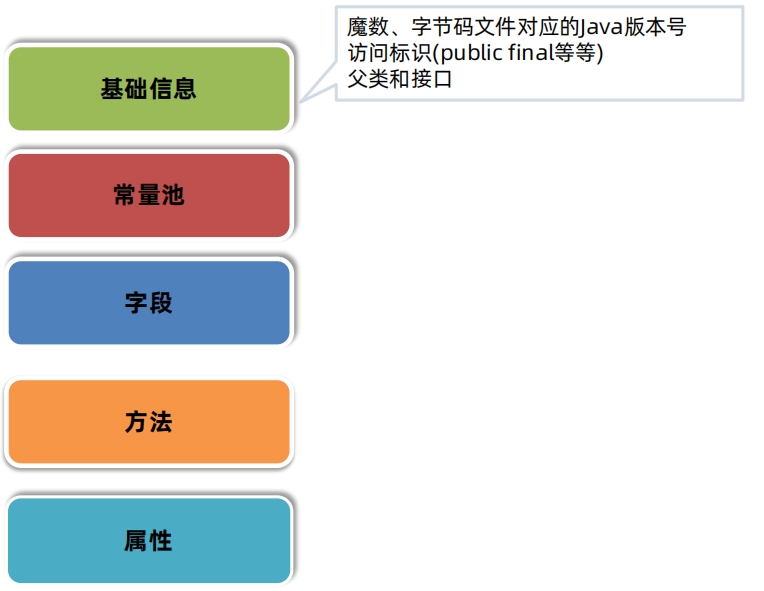 魔数、字节码文件对应的Java版本号
访问标识(public final等等)
父类和接口
基础信息
常量池
字段
方法
属性